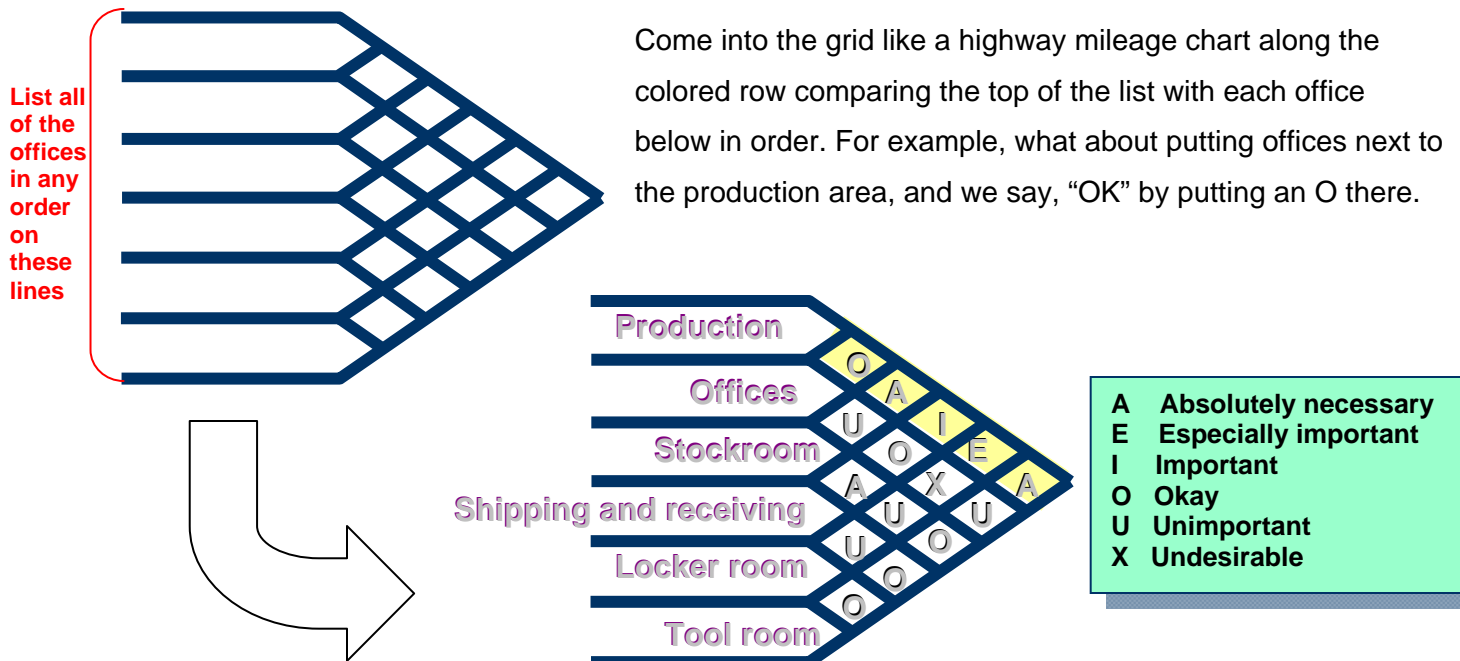 List all
of the
offices
in any
order
on
these
lines
Come into the grid like a highway mileage chart along the
colored row comparing the top of the list with each office
below in order. For example, what about putting offices next to
the production area, and we say, “OK” by putting an O there.
Production
Offices
Stockroom
Shipping and receiving
Locker room
Tool room
O
A
I
E
A
U
O
X
U
A
U
O
U
O
O
A Absolutely necessary
E Especially important
I Important
O Okay
U Unimportant
X Undesirable